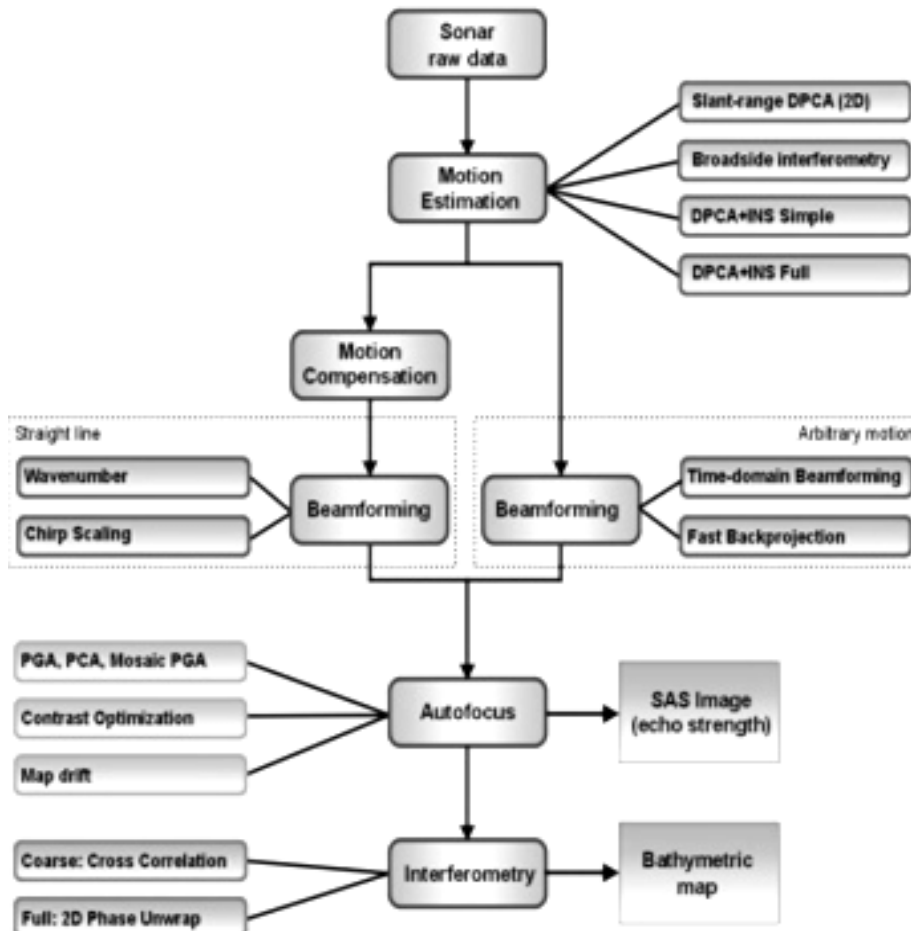 Sonar
raw data
Slant-range DPCA (2D)
Broadside interferometry
DPCA+INS Simple
DPCA+INS Full
Motion
Estimation
Motion
Compensation
Straight line
Wavenumber
Chirp Scaling
Beamforming
Arbitrary motion
Beamforming
Time-domain Beamforming
Fast Backprojection
PGA, PCA, Mosaic PGA
Contrast Optimization
Map drift
Autofocus
SAS Image
(echo strength)
Coarse: Cross Correlation
Full: 2D Phase Unwrap
Interferometry
Bathymetric
map